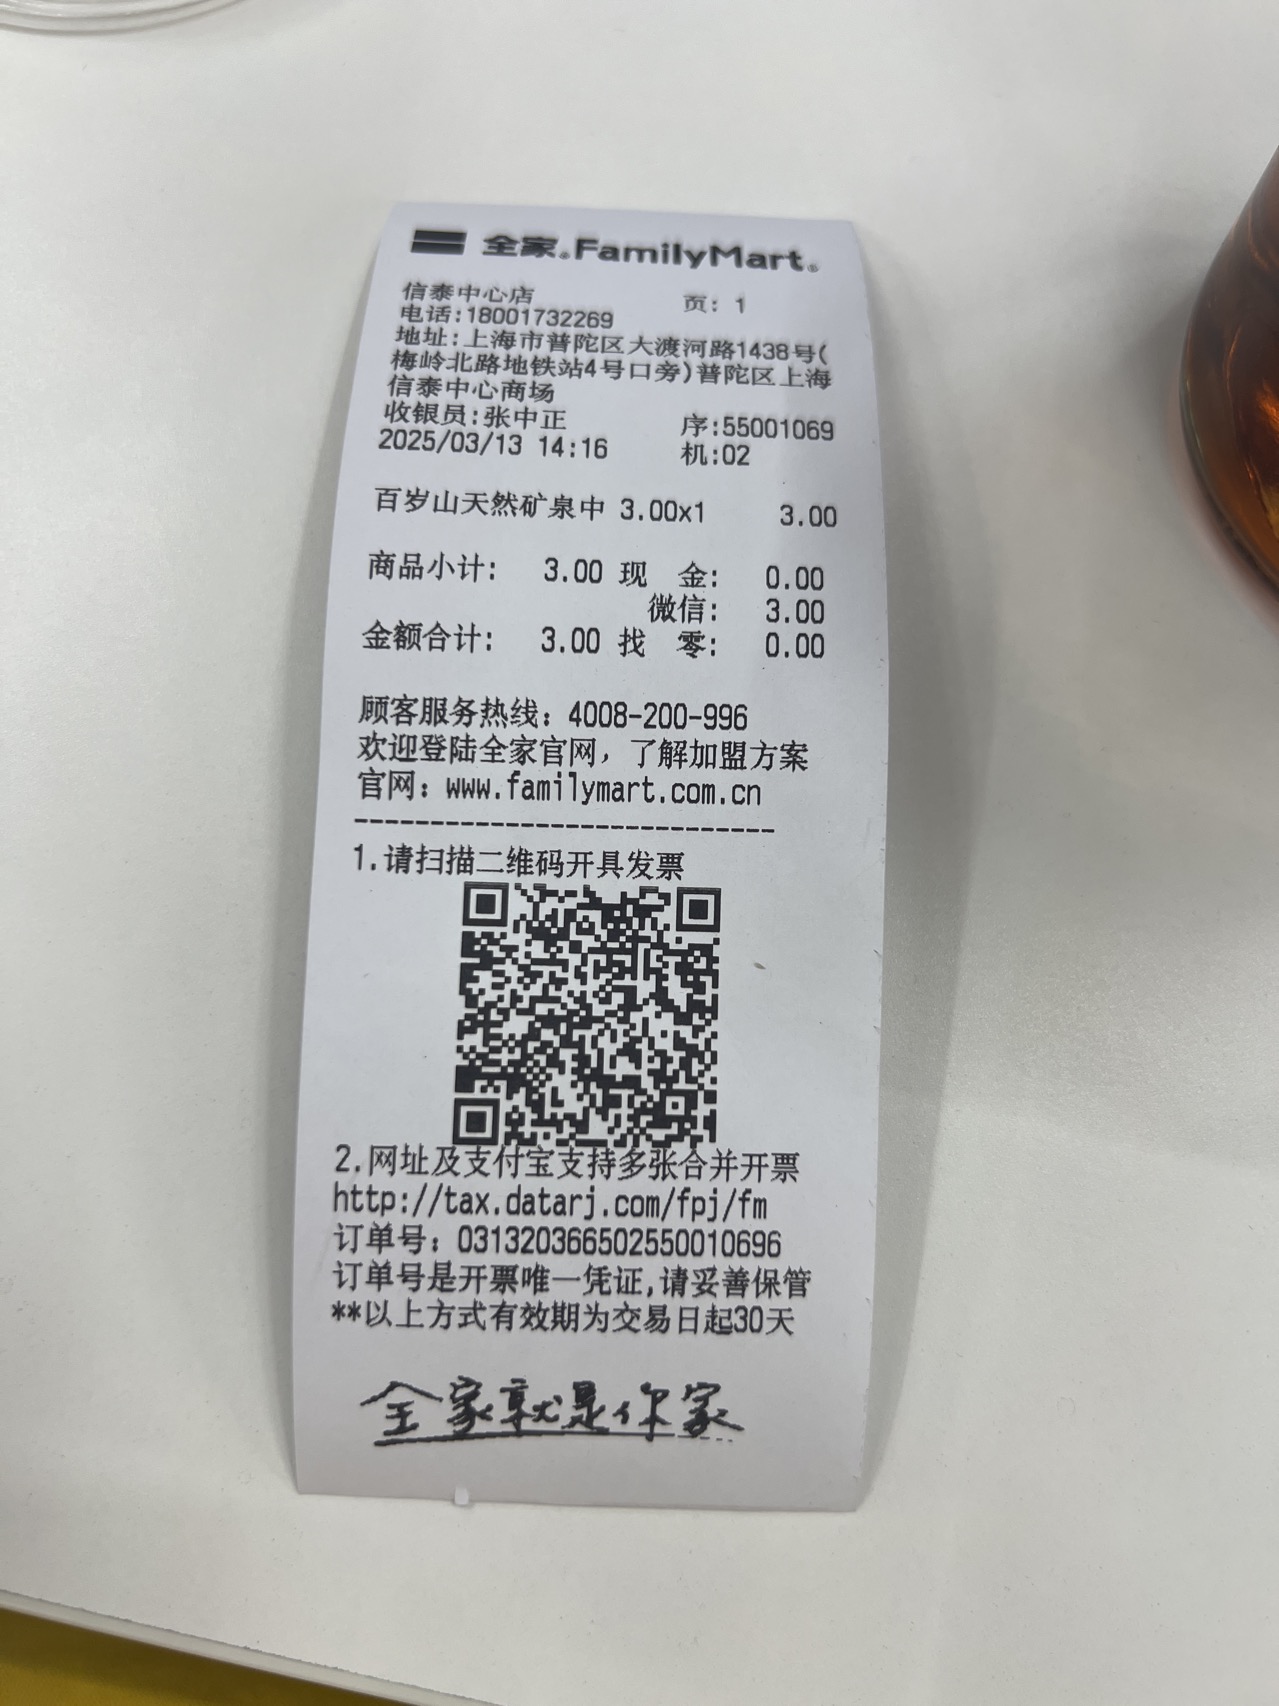 全家®FamilyMart®
信泰中心店 页: 1
电话:18001732269
地址:上海市普陀区大渡河路1438号(
梅岭北路地铁站4号口旁)普陀区上海
信泰中心商场
收银员:张中正 序:55001069
2025/03/13 14:16 机:02
百岁山天然矿泉中 3.00x1 3.00
商品小计: 3.00 现 金: 0.00
微信: 3.00
金额合计: 3.00 找 零: 0.00
顾客服务热线：4008-200-996
欢迎登陆全家官网，了解加盟方案
官网：www.familymart.com.cn
----------------------------
1.请扫描二维码开具发票
2.网址及支付宝支持多张合并开票
http://tax.datarj.com/fpj/fm
订单号：031320366502550010696
订单号是开票唯一凭证,请妥善保管
**以上方式有效期为交易日起30天
全家就是你家